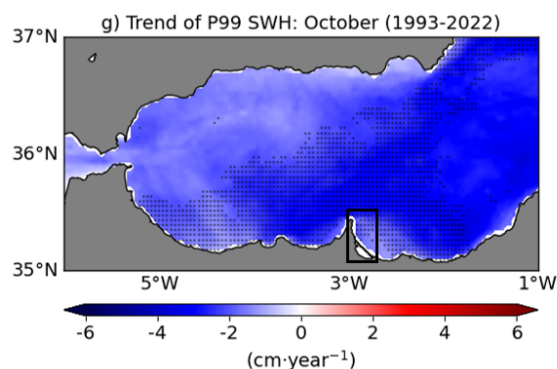 g) Trend of P99 SWH: October (1993-2022)
37°N
36°N
35°N
5°W 3°W 1°W
-6 -4 -2 0 2 4 6
(cm·year⁻¹)